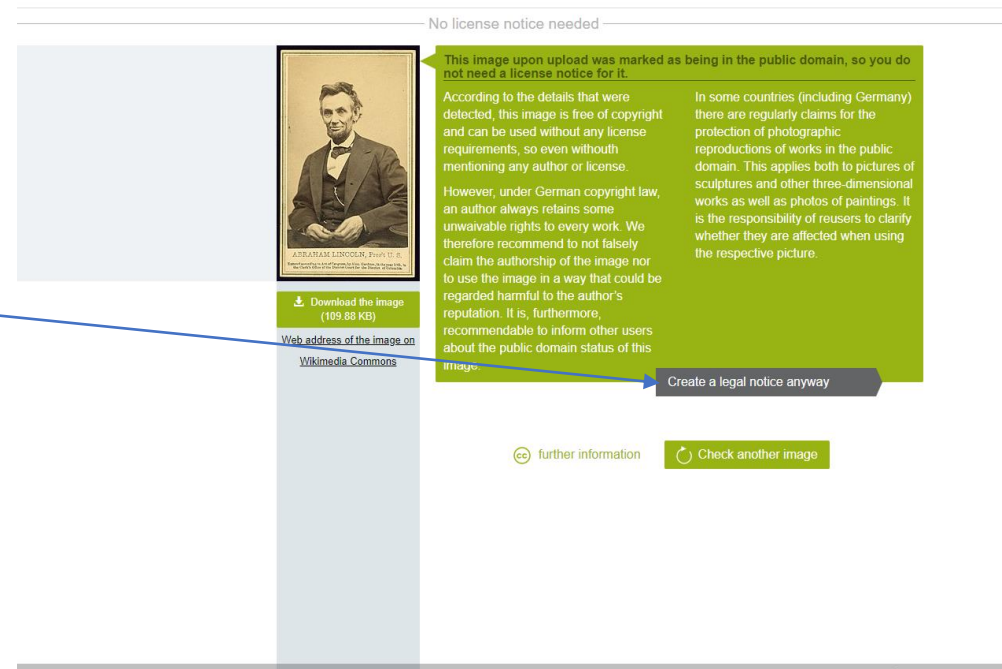 No license notice needed
This image upon upload was marked as being in the public domain, so you do
not need a license notice for it.
According to the details that were
detected, this image is free of copyright
and can be used without any license
requirements, so even withouth
mentioning any author or license.
However, under German copyright law,
an author always retains some
unwaivable rights to every work. We
therefore recommend to not falsely
claim the authorship of the image nor
to use the image in a way that could be
regarded harmful to the author's
reputation. It is, furthermore,
recommendable to inform other users
about the public domain status of this
image.
In some countries (including Germany)
there are regularly claims for the
protection of photographic
reproductions of works in the public
domain. This applies both to pictures of
sculptures and other three-dimensional
works as well as photos of paintings. It
is the responsibility of reusers to clarify
whether they are affected when using
the respective picture.
ABRAHAM LINCOLN, Pres't U. S.
Download the image
(109.88 KB)
Web address of the image on
Wikimedia Commons
Create a legal notice anyway
cc further information
Check another image